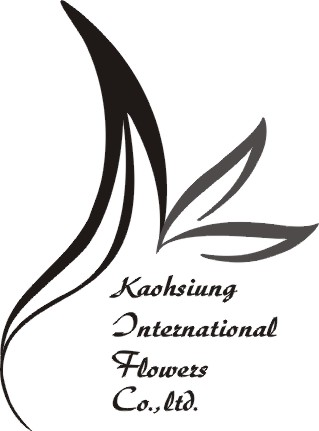 Kaohsiung
International
Flowers
Co.,ltd.